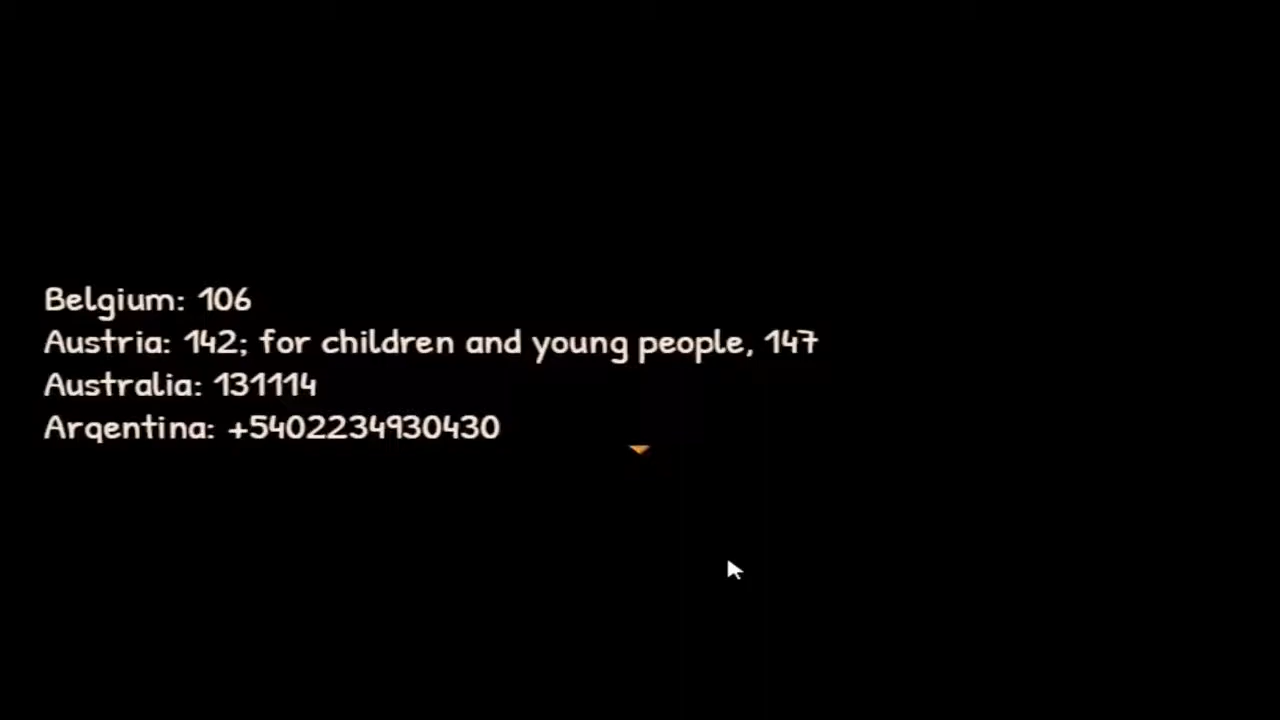 Belgium: 106
Austria: 142; for children and young people, 147
Australia: 131114
Argentina: +5402234930430